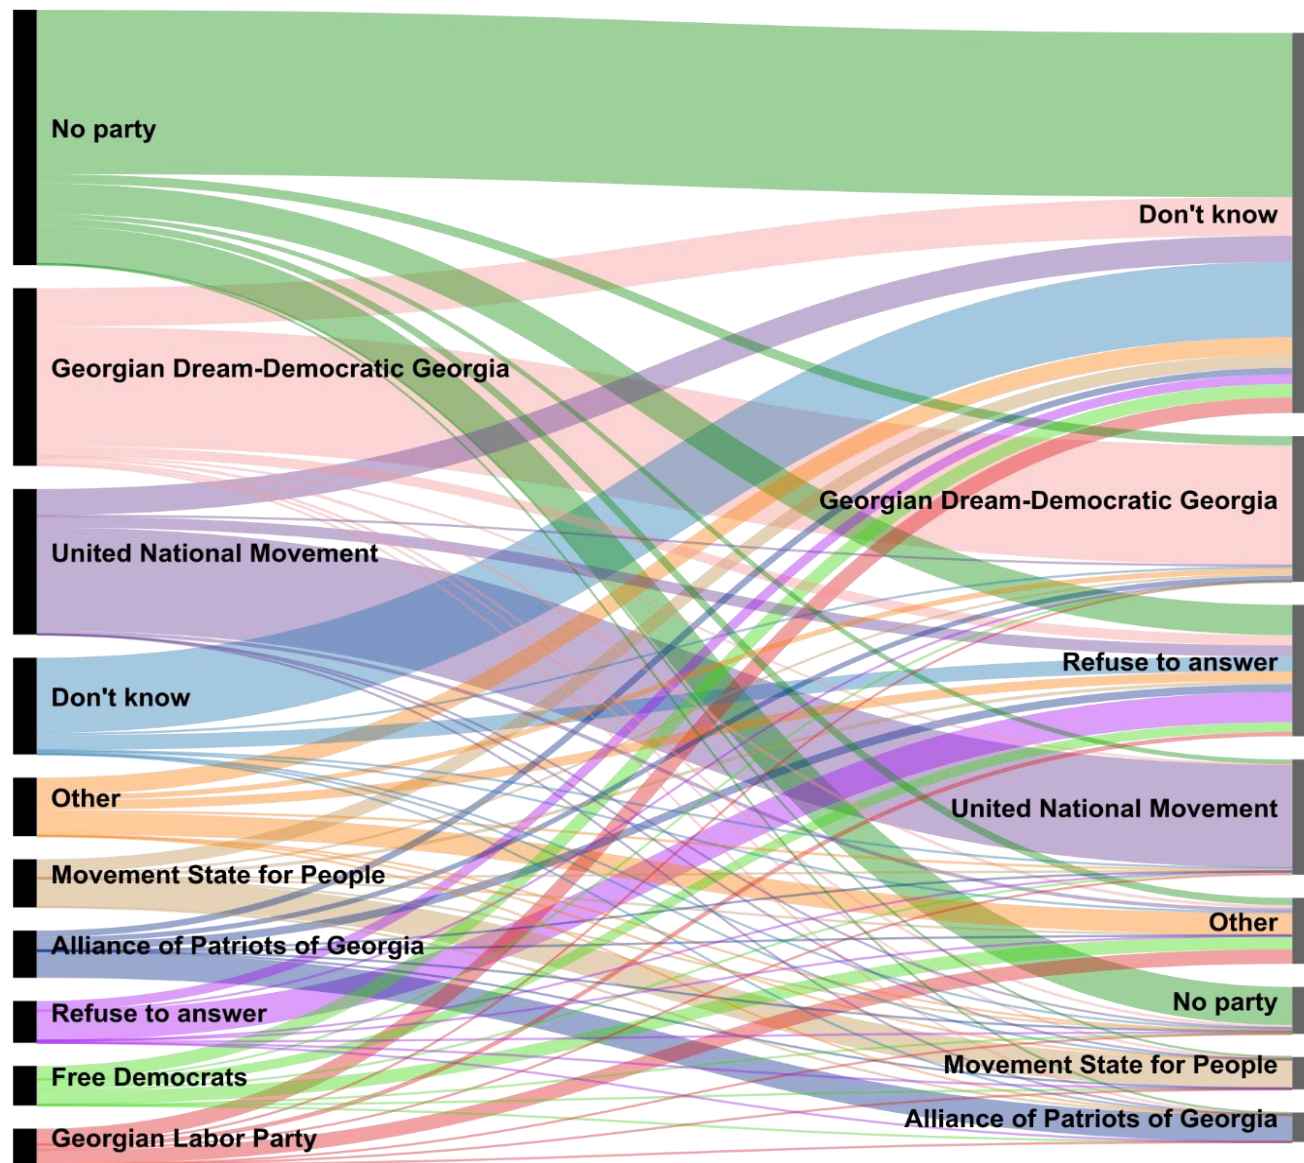 No party
Georgian Dream-Democratic Georgia
United National Movement
Don't know
Other
Movement State for People
Alliance of Patriots of Georgia
Refuse to answer
Free Democrats
Georgian Labor Party
Don't know
Georgian Dream-Democratic Georgia
Refuse to answer
United National Movement
Other
No party
Movement State for People
Alliance of Patriots of Georgia